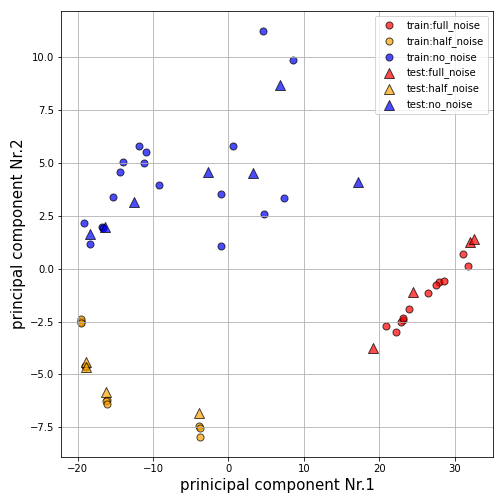 train:full_noise
train:half_noise
train:no_noise
test:full_noise
test:half_noise
test:no_noise
10.0
7.5
5.0
2.5
0.0
−2.5
−5.0
−7.5
principal component Nr.2
−20
−10
0
10
20
30
prinicipal component Nr.1